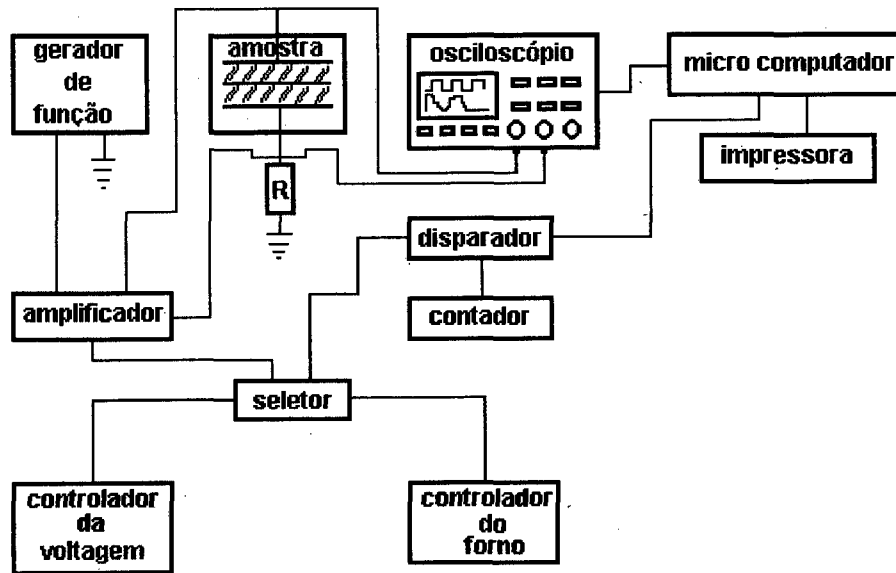 gerador
de
função
amostra
osciloscópio
micro computador
impressora
R
disparador
contador
amplificador
seletor
controlador
da
voltagem
controlador
do
forno